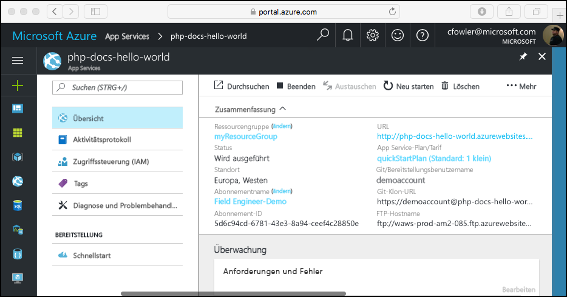 portal.azure.com
Microsoft Azure App Services php-docs-hello-world
cfowler@microsoft.com
MICROSOFT
php-docs-hello-world
App Services
Suchen (STRG+/)
Übersicht
Aktivitätsprotokoll
Zugriffssteuerung (IAM)
Tags
Diagnose und Problembehand...
BEREITSTELLUNG
Schnellstart
Durchsuchen Beenden Austauschen Neu starten Löschen ... Mehr
Zusammenfassung
Ressourcengruppe (ändern)
myResourceGroup
Status
Wird ausgeführt
Standort
Europa, Westen
Abonnementname (ändern)
Field Engineer-Demo
Abonnement-ID
5d6c94cd-6781-43e3-8a94-ceef4c28850e
URL
http://php-docs-hello-world.azurewebsites,...
App Service-Plan/Tarif
quickStartPlan (Standard: 1 klein)
Git/Bereitstellungsbenutzername
demoaccount
Git-Klon-URL
https://demoaccount@php-docs-hello-wor...
FTP-Hostname
ftp://waws-prod-am2-085.ftp.azurewebsite...
Überwachung
Anforderungen und Fehler
Bearbeiten